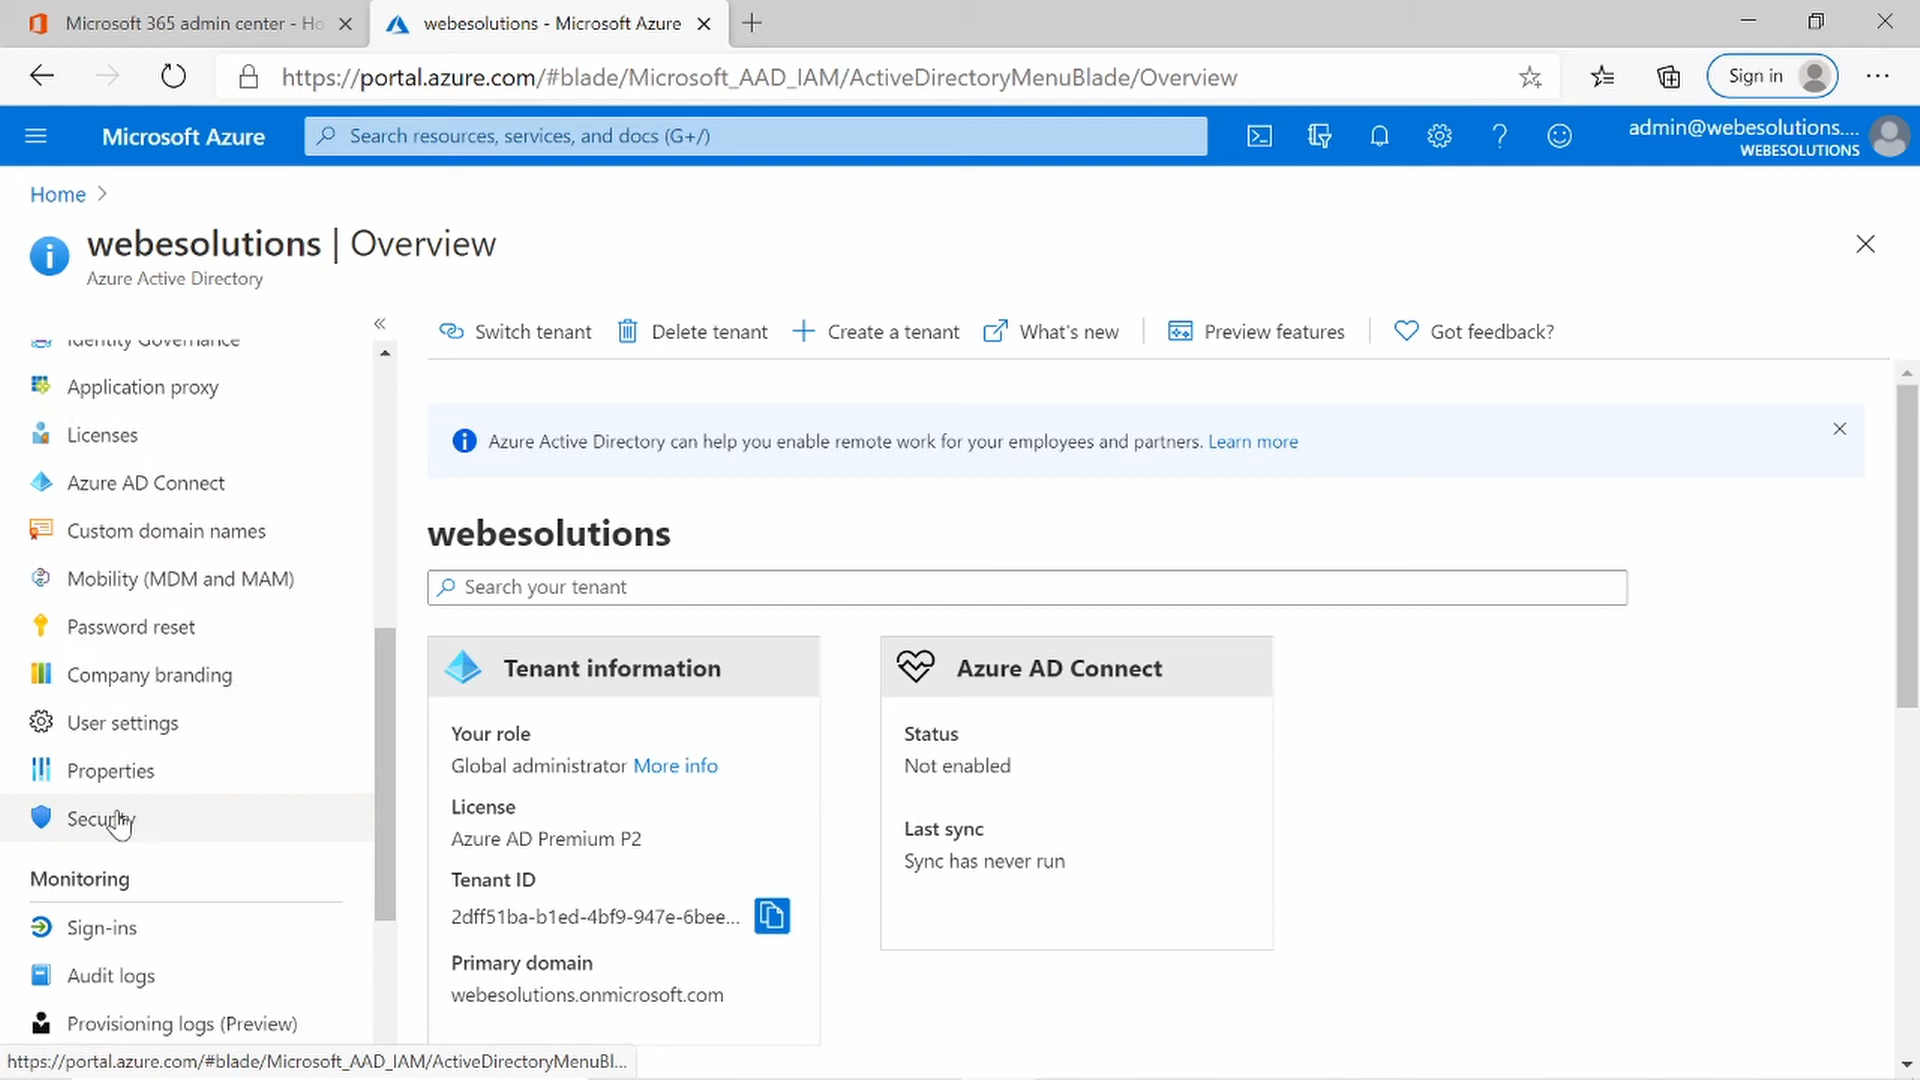 Microsoft 365 admin center - Ho
webesolutions - Microsoft Azure
https://portal.azure.com/#blade/Microsoft_AAD_IAM/ActiveDirectoryMenuBlade/Overview
Sign in
Microsoft Azure
Search resources, services, and docs (G+/)
admin@webesolutions....
WEBESOLUTIONS
Home
webesolutions | Overview
Azure Active Directory
Switch tenant
Delete tenant
Create a tenant
What's new
Preview features
Got feedback?
Identity Governance
Application proxy
Licenses
Azure AD Connect
Custom domain names
Mobility (MDM and MAM)
Password reset
Company branding
User settings
Properties
Security
Monitoring
Sign-ins
Audit logs
Provisioning logs (Preview)
Azure Active Directory can help you enable remote work for your employees and partners. Learn more
webesolutions
Search your tenant
Tenant information
Your role
Global administrator More info
License
Azure AD Premium P2
Tenant ID
2dff51ba-b1ed-4bf9-947e-6bee...
Primary domain
webesolutions.onmicrosoft.com
Azure AD Connect
Status
Not enabled
Last sync
Sync has never run
https://portal.azure.com/#blade/Microsoft_AAD_IAM/ActiveDirectoryMenuBl...